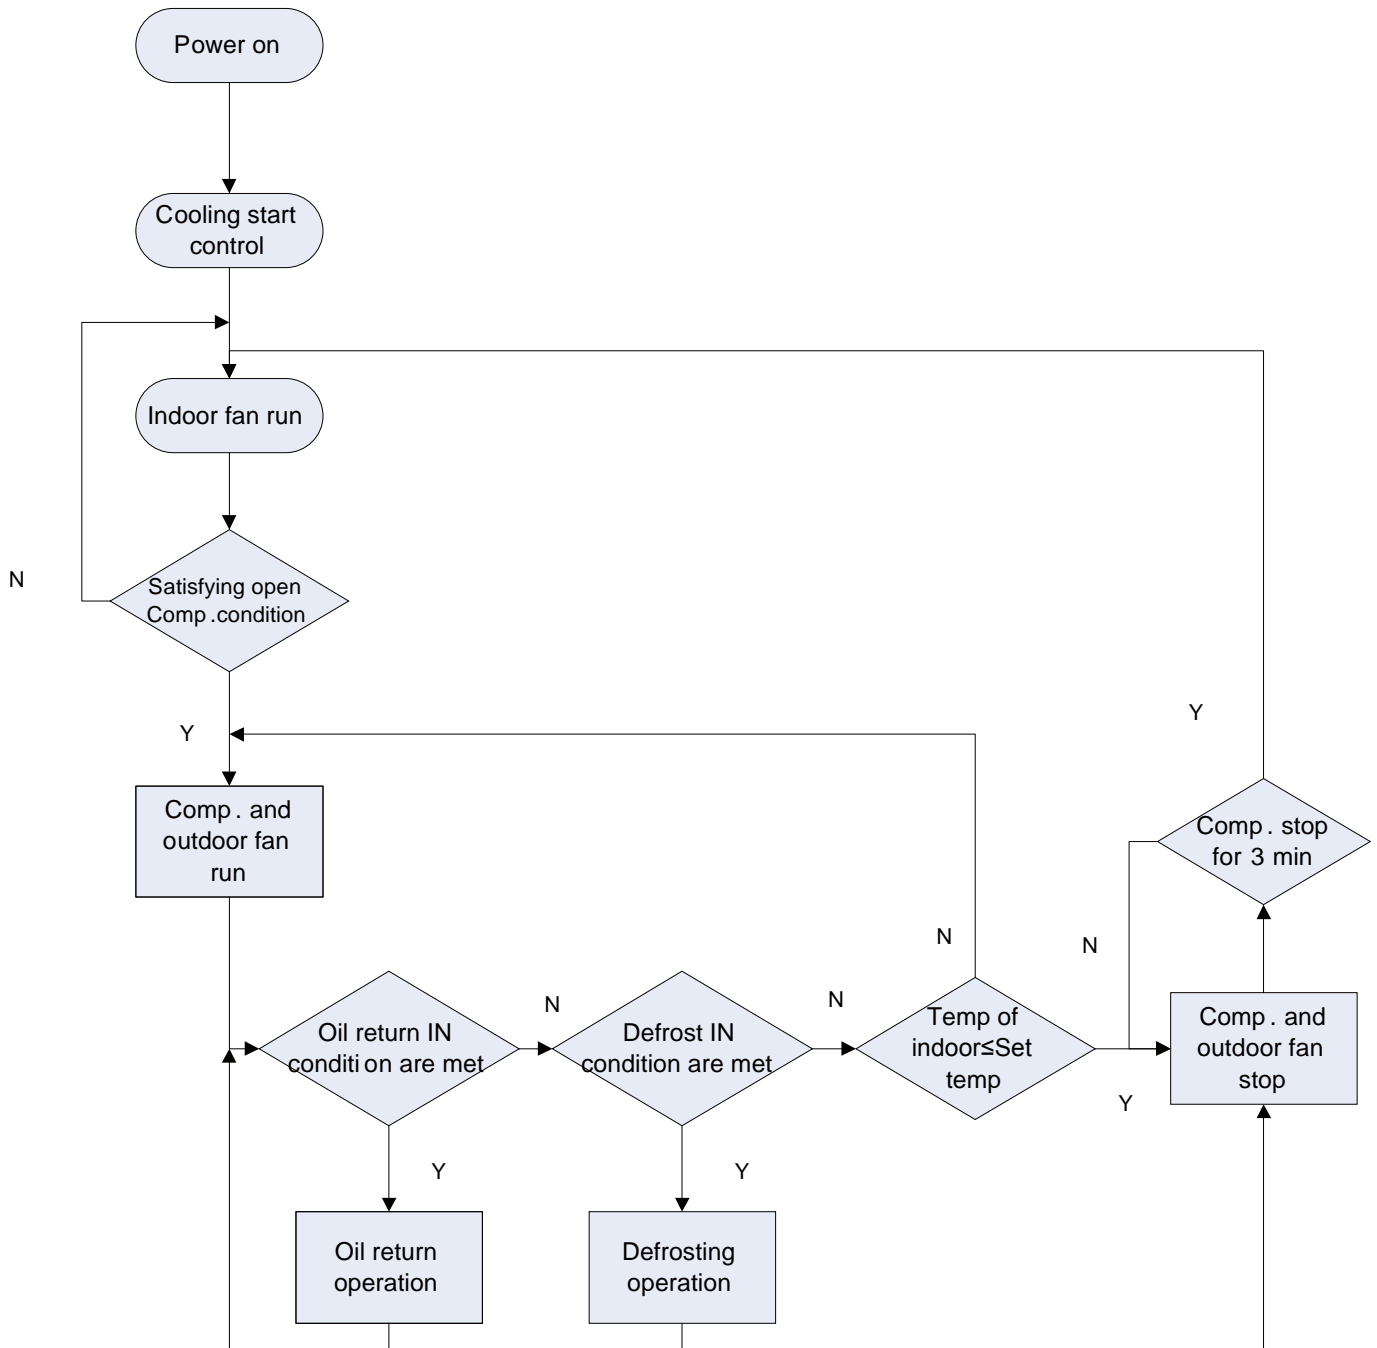 Power on
Cooling start
control
Indoor fan run
N
Satisfying open
Comp.condition
Y
Y
Comp. and
outdoor fan
run
Comp. stop
for 3 min
N
N
N
N
Oil return IN
condition are met
Defrost IN
condition are met
Temp of
indoor≤Set
temp
Comp. and
outdoor fan
stop
Y
Y
Y
Oil return
operation
Defrosting
operation